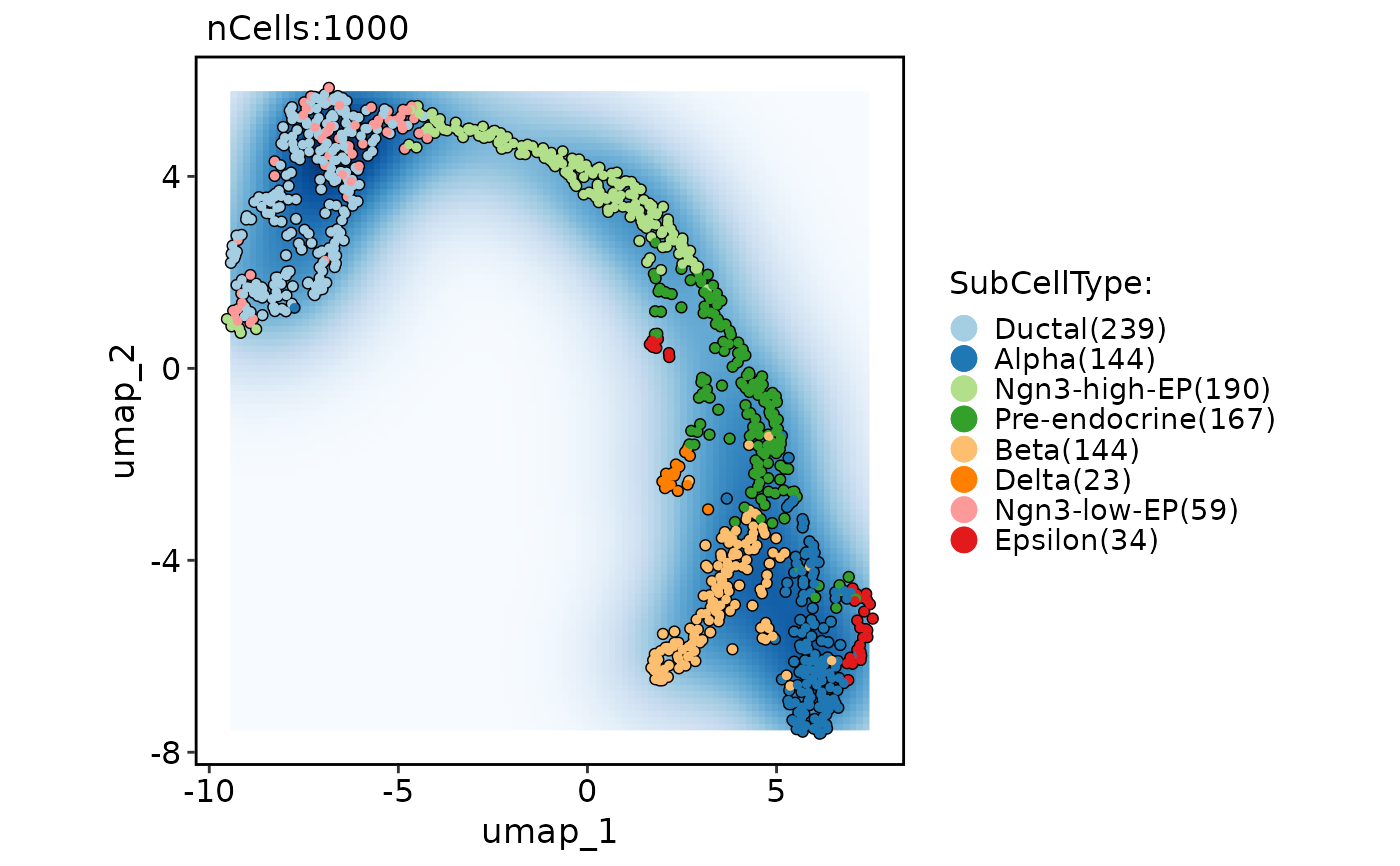 nCells:1000
umap_2
4
0
-4
-8
-10
-5
0
5
umap_1
SubCellType:
Ductal(239)
Alpha(144)
Ngn3-high-EP(190)
Pre-endocrine(167)
Beta(144)
Delta(23)
Ngn3-low-EP(59)
Epsilon(34)